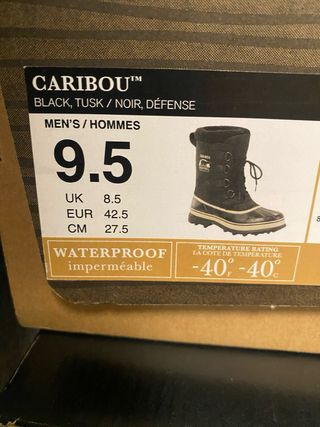 CARIBOU™
BLACK, TUSK / NOIR, DÉFENSE
MEN'S / HOMMES
9.5
UK 8.5
EUR 42.5
CM 27.5
WATERPROOF
imperméable
TEMPERATURE RATING
LA COTE DE TEMPÉRATURE
-40°F -40°C